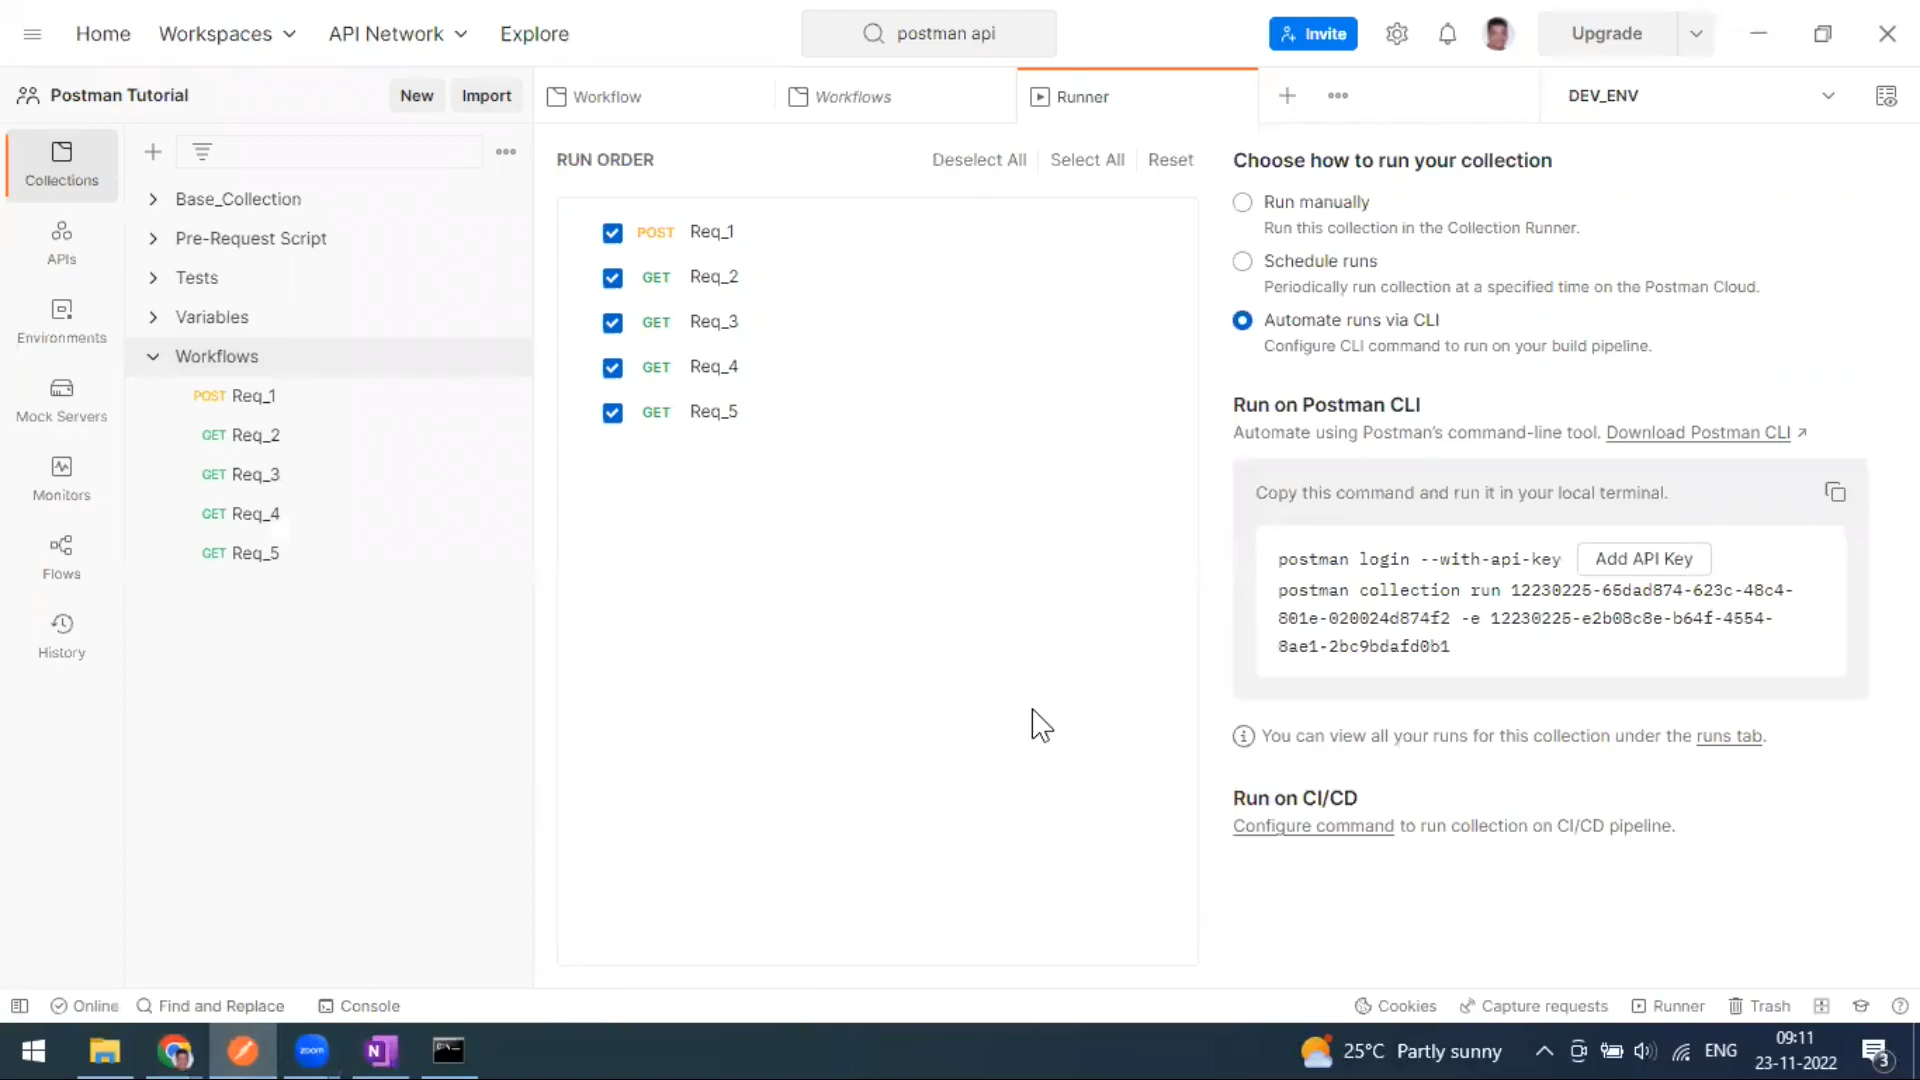 Home
Workspaces
API Network
Explore
postman api
Invite
Upgrade
Postman Tutorial
New
Import
Workflow
Workflows
Runner
DEV_ENV
Collections
APIs
Environments
Mock Servers
Monitors
Flows
History
Base_Collection
Pre-Request Script
Tests
Variables
Workflows
POST Req_1
GET Req_2
GET Req_3
GET Req_4
GET Req_5
RUN ORDER
Deselect All
Select All
Reset
POST Req_1
GET Req_2
GET Req_3
GET Req_4
GET Req_5
Choose how to run your collection
Run manually
Run this collection in the Collection Runner.
Schedule runs
Periodically run collection at a specified time on the Postman Cloud.
Automate runs via CLI
Configure CLI command to run on your build pipeline.
Run on Postman CLI
Automate using Postman's command-line tool. Download Postman CLI
Copy this command and run it in your local terminal.
postman login --with-api-key Add API Key
postman collection run 12230225-65dad874-623c-48c4-
801e-020024d874f2 -e 12230225-e2b08c8e-b64f-4554-
8ae1-2bc9bdafd0b1
You can view all your runs for this collection under the runs tab.
Run on CI/CD
Configure command to run collection on CI/CD pipeline.
Online
Find and Replace
Console
Cookies
Capture requests
Runner
Trash
zoom
N
25°C Partly sunny
ENG
09:11
23-11-2022
3